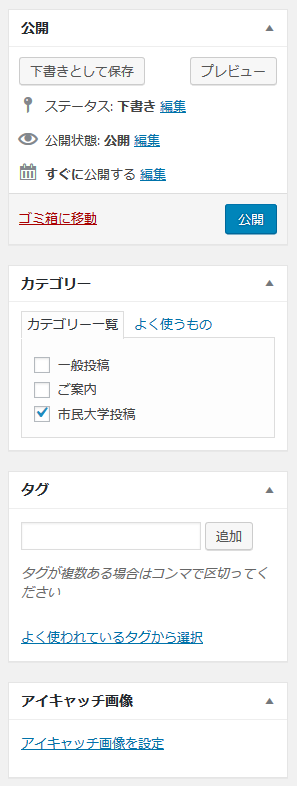 公開
下書きとして保存 プレビュー
ステータス: 下書き 編集
公開状態: 公開 編集
すぐに公開する 編集
ゴミ箱に移動 公開
カテゴリー
カテゴリー一覧 よく使うもの
一般投稿
ご案内
市民大学投稿
タグ
追加
タグが複数ある場合はコンマで区切ってく
ださい
よく使われているタグから選択
アイキャッチ画像
アイキャッチ画像を設定